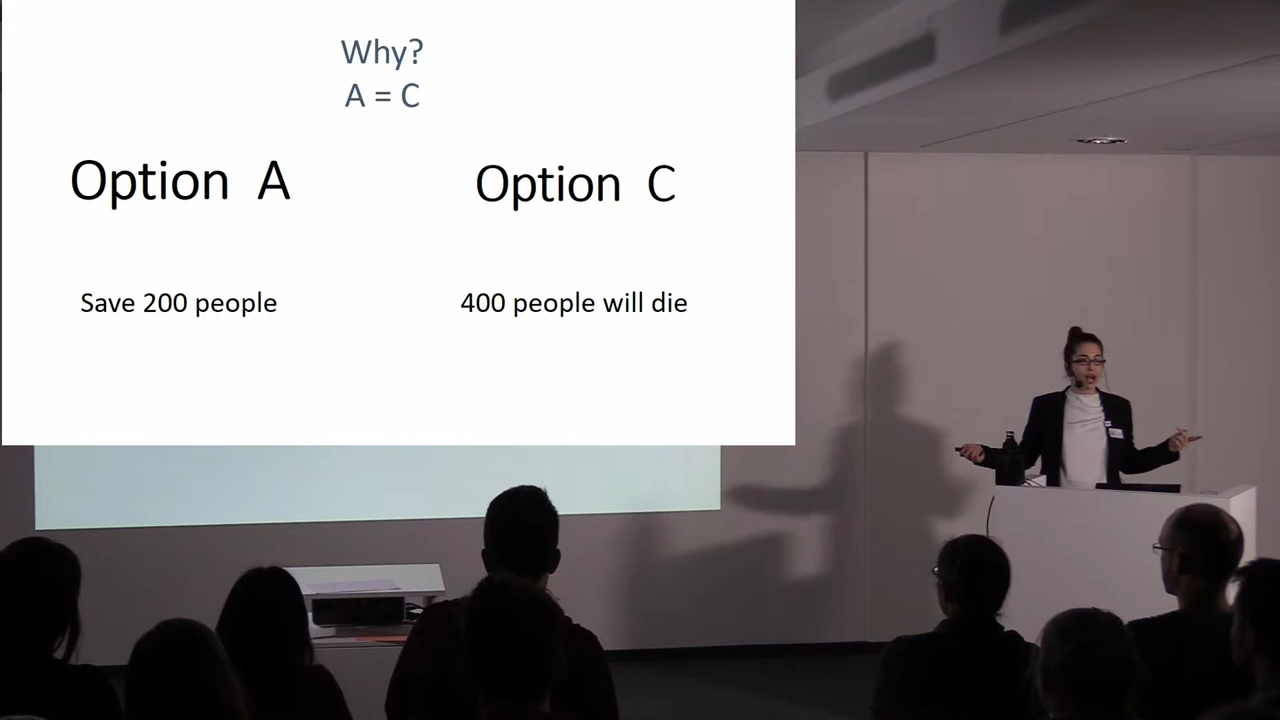 Why?
A = C
Option A
Option C
Save 200 people
400 people will die